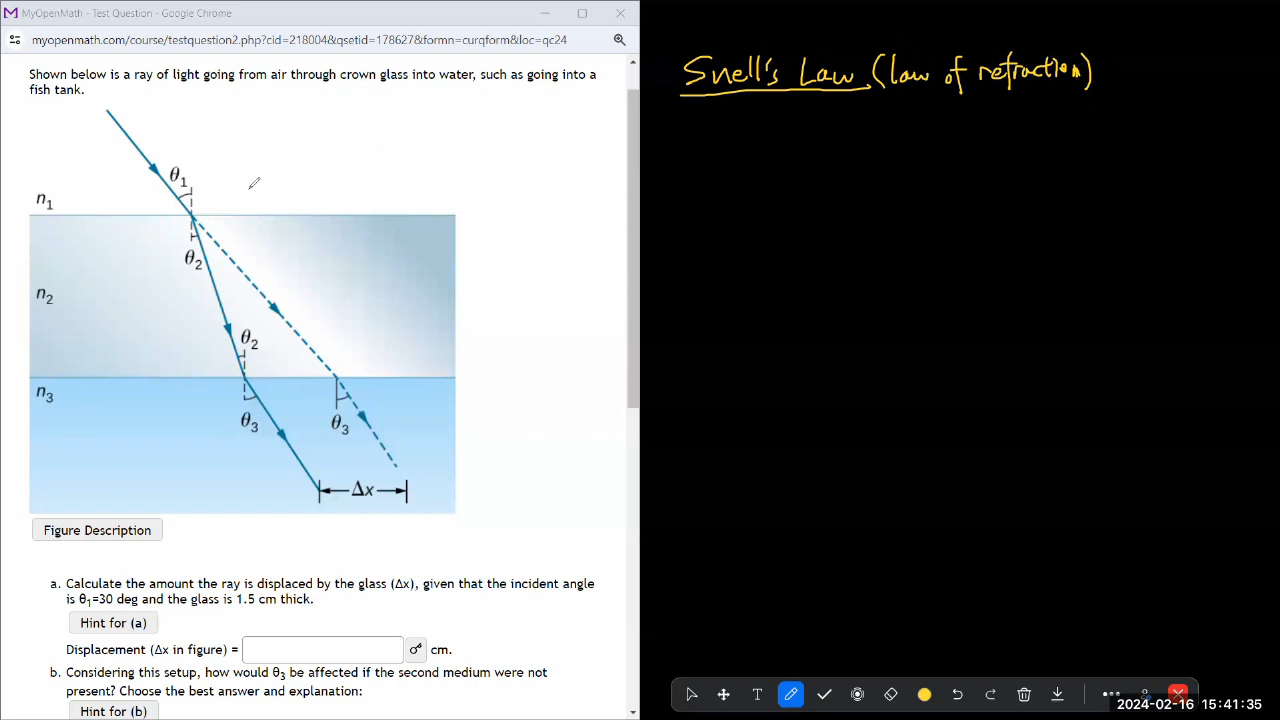 MyOpenMath - Test Question - Google Chrome
myopenmath.com/course/testquestion2.php?cid=218004&qsetid=178627&formn=curqform&loc=qc24
Shown below is a ray of light going from air through crown glass into water, such as going into a
fish tank.
θ₁
n₁
θ₂
n₂
θ₂
n₃
θ₃
θ₃
Δx
Figure Description
a. Calculate the amount the ray is displaced by the glass (Δx), given that the incident angle
is θ₁=30 deg and the glass is 1.5 cm thick.
Hint for (a)
Displacement (Δx in figure) = cm.
b. Considering this setup, how would θ₃ be affected if the second medium were not
present? Choose the best answer and explanation:
Hint for (b)
Snell's Law (law of refraction)
T
2024-02-16 15:41:35